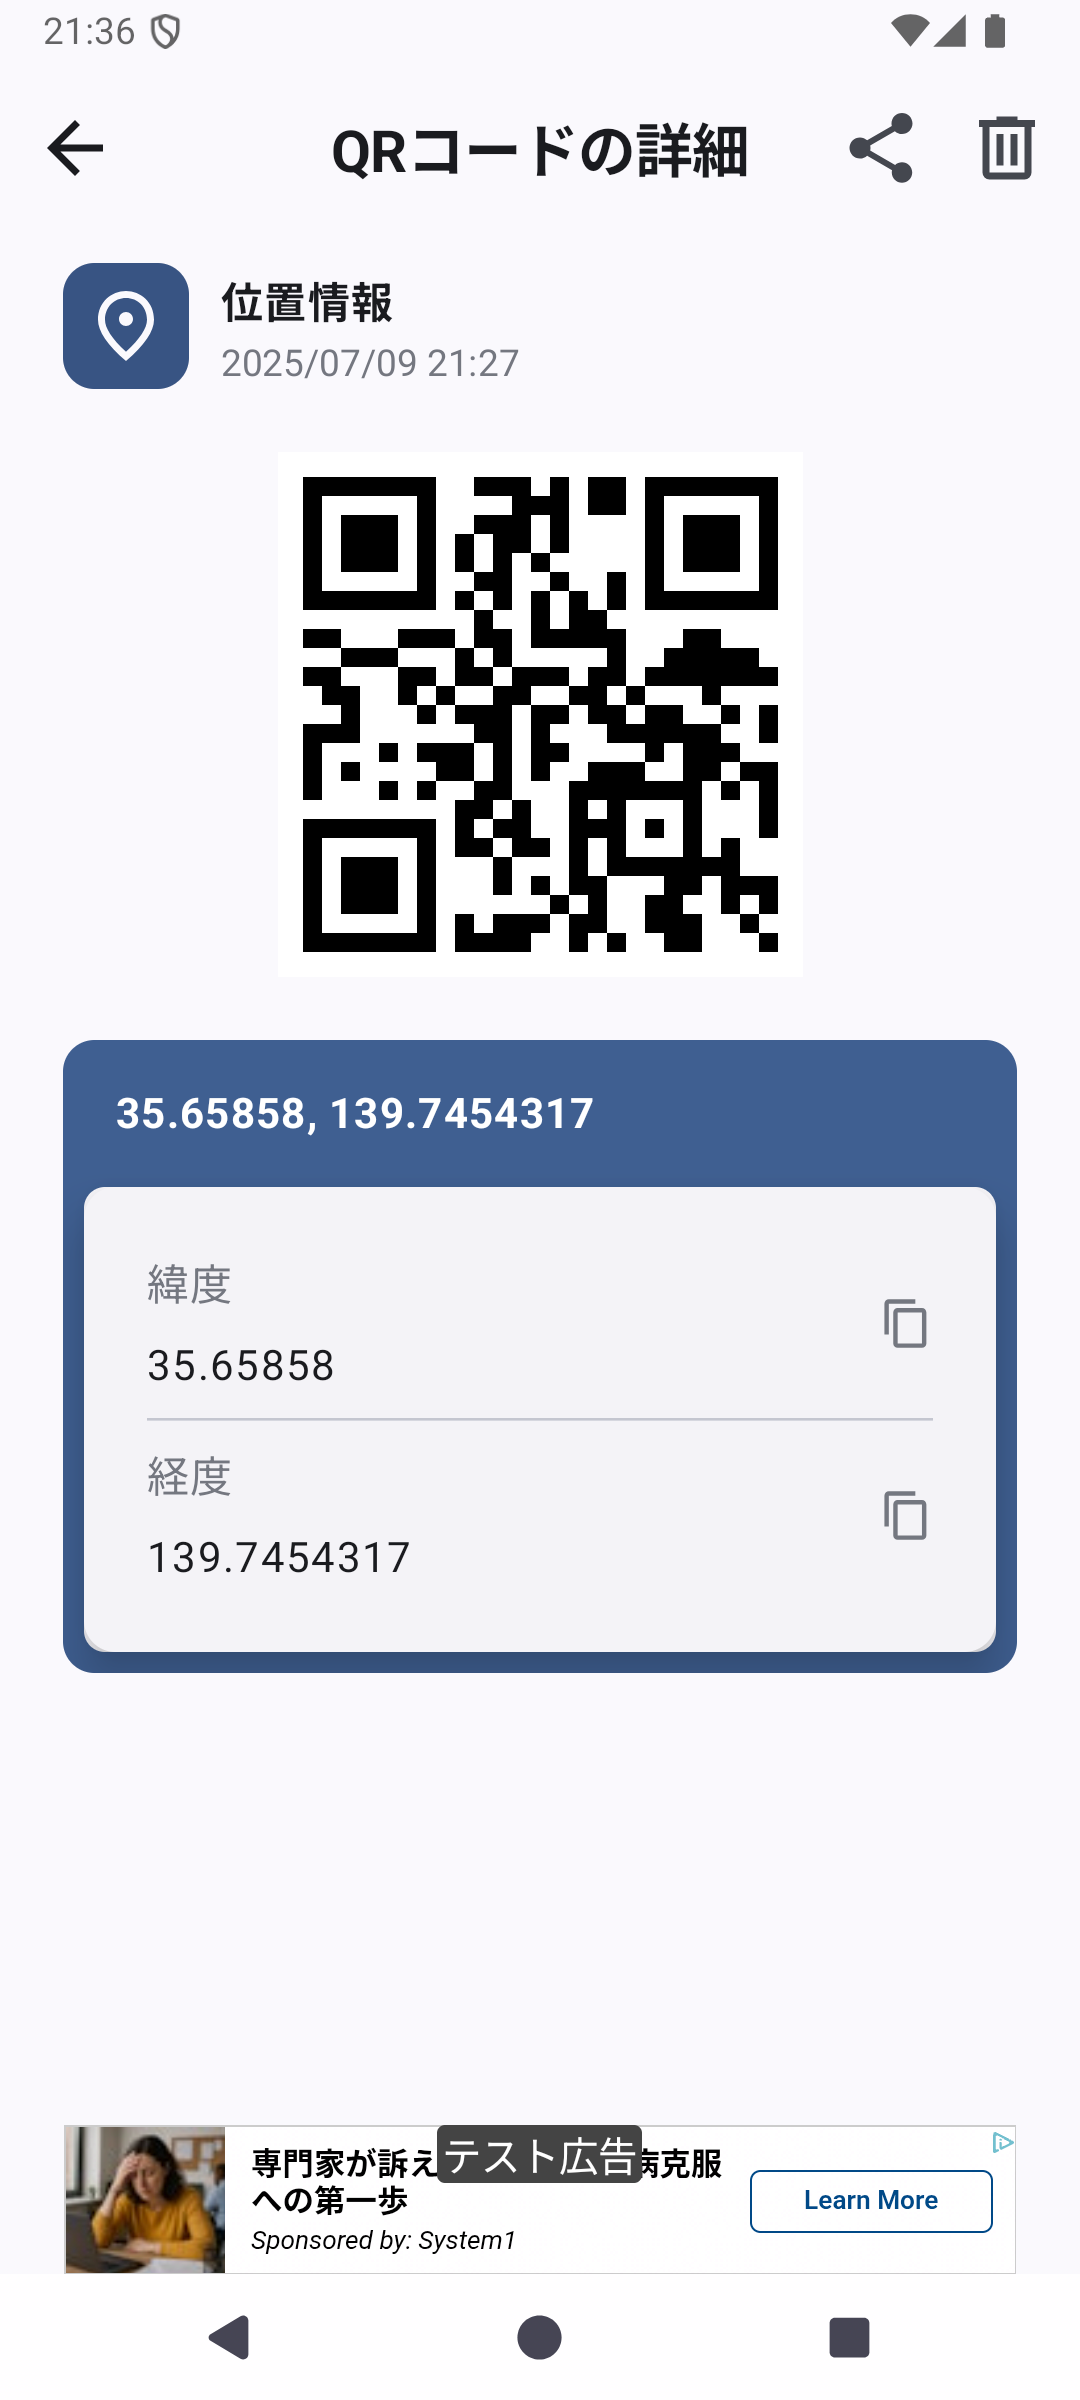 21:36
QRコードの詳細
位置情報
2025/07/09 21:27
35.65858, 139.7454317
緯度
35.65858
経度
139.7454317
テスト広告
専門家が訴え 病克服
への第一歩
Sponsored by: System1
Learn More